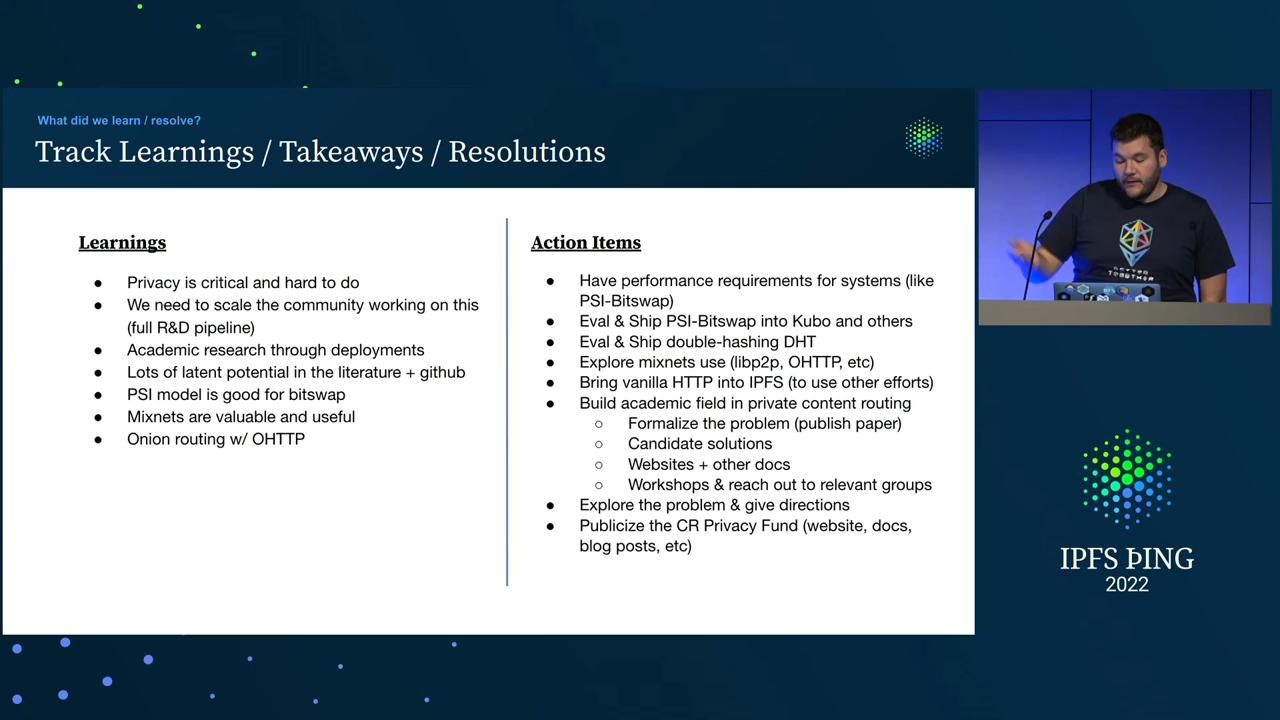 What did we learn / resolve?
Track Learnings / Takeaways / Resolutions
Learnings
● Privacy is critical and hard to do
● We need to scale the community working on this
(full R&D pipeline)
● Academic research through deployments
● Lots of latent potential in the literature + github
● PSI model is good for bitswap
● Mixnets are valuable and useful
● Onion routing w/ OHTTP
Action Items
● Have performance requirements for systems (like
PSI-Bitswap)
● Eval & Ship PSI-Bitswap into Kubo and others
● Eval & Ship double-hashing DHT
● Explore mixnets use (libp2p, OHTTP, etc)
● Bring vanilla HTTP into IPFS (to use other efforts)
● Build academic field in private content routing
○ Formalize the problem (publish paper)
○ Candidate solutions
○ Websites + other docs
○ Workshops & reach out to relevant groups
● Explore the problem & give directions
● Publicize the CR Privacy Fund (website, docs,
blog posts, etc)
TOGETHER
IPFS ÞING
2022